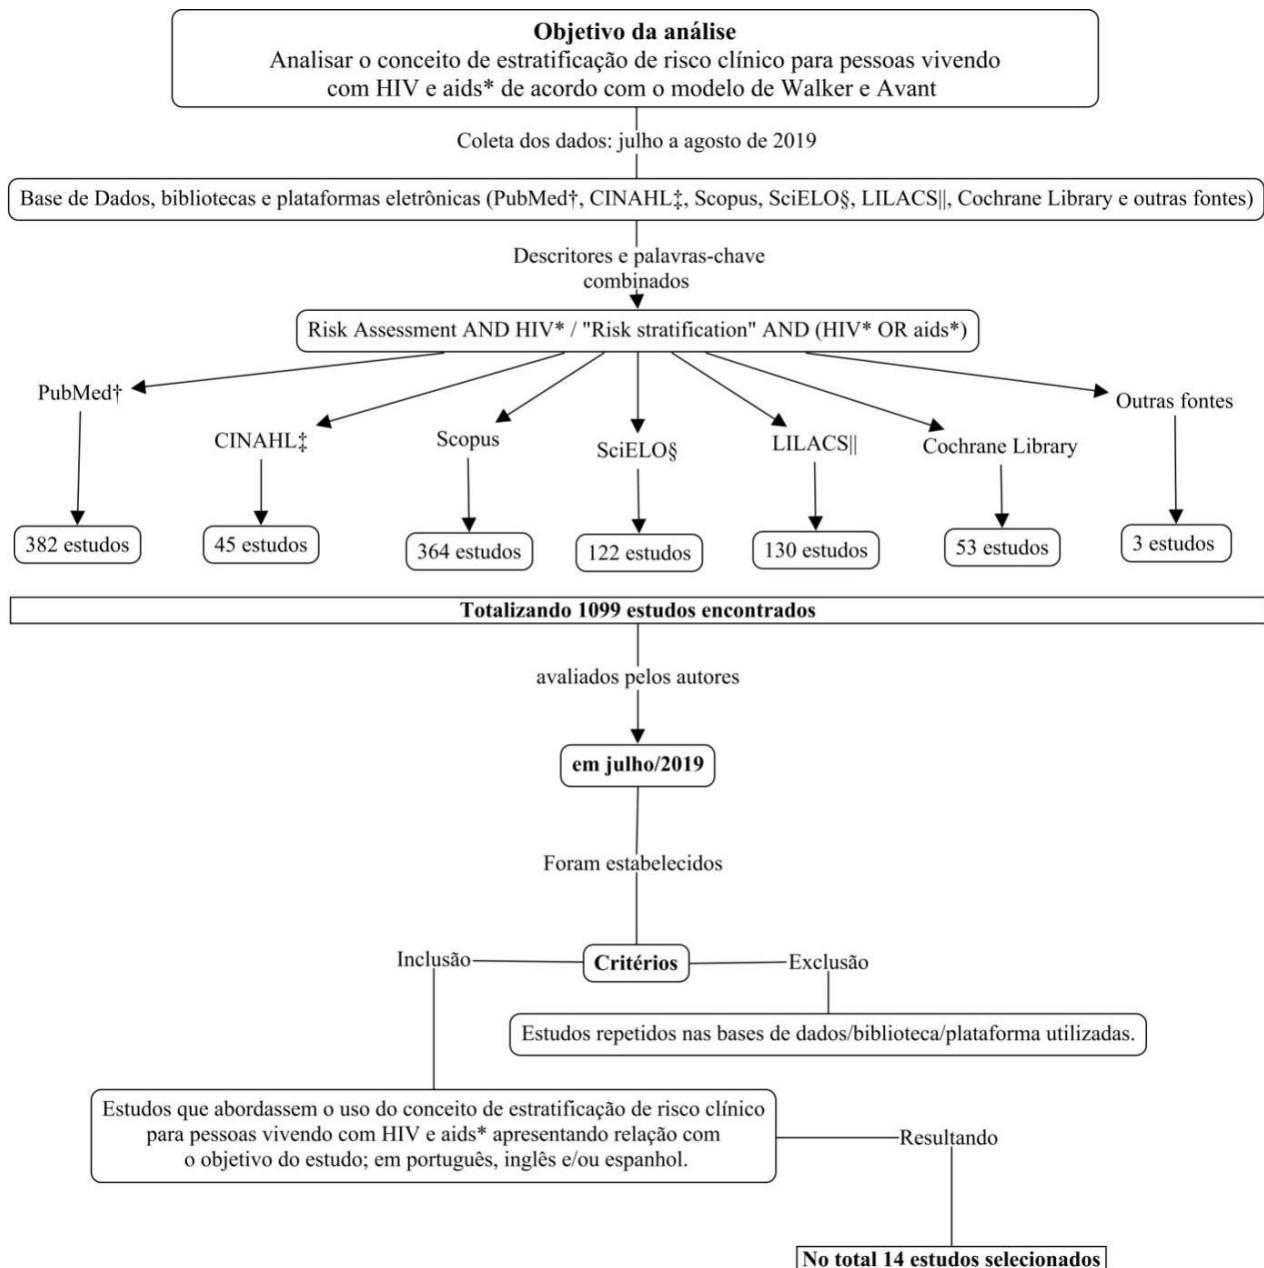 Objetivo da análise
Analisar o conceito de estratificação de risco clínico para pessoas vivendo
com HIV e aids* de acordo com o modelo de Walker e Avant
Coleta dos dados: julho a agosto de 2019
Base de Dados, bibliotecas e plataformas eletrônicas (PubMed†, CINAHL‡, Scopus, SciELO§, LILACS||, Cochrane Library e outras fontes)
Descritores e palavras-chave
combinados
Risk Assessment AND HIV* / "Risk stratification" AND (HIV* OR aids*)
PubMed†
CINAHL‡
Scopus
SciELO§
LILACS||
Cochrane Library
Outras fontes
382 estudos
45 estudos
364 estudos
122 estudos
130 estudos
53 estudos
3 estudos
Totalizando 1099 estudos encontrados
avaliados pelos autores
em julho/2019
Foram estabelecidos
Inclusão
Critérios
Exclusão
Estudos repetidos nas bases de dados/biblioteca/plataforma utilizadas.
Estudos que abordassem o uso do conceito de estratificação de risco clínico
para pessoas vivendo com HIV e aids* apresentando relação com
o objetivo do estudo; em português, inglês e/ou espanhol.
Resultando
No total 14 estudos selecionados